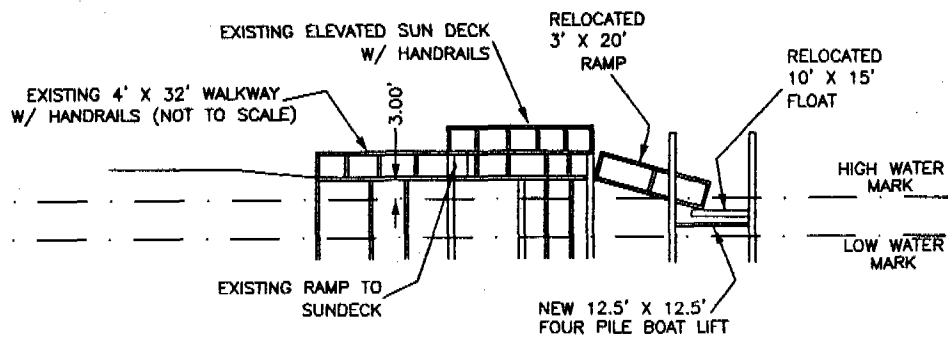 EXISTING ELEVATED SUN DECK
W/ HANDRAILS
RELOCATED
3' X 20'
RAMP
RELOCATED
10' X 15'
FLOAT
EXISTING 4' X 32' WALKWAY
W/ HANDRAILS (NOT TO SCALE)
3.00'
HIGH WATER
MARK
LOW WATER
MARK
EXISTING RAMP TO
SUNDECK
NEW 12.5' X 12.5'
FOUR PILE BOAT LIFT